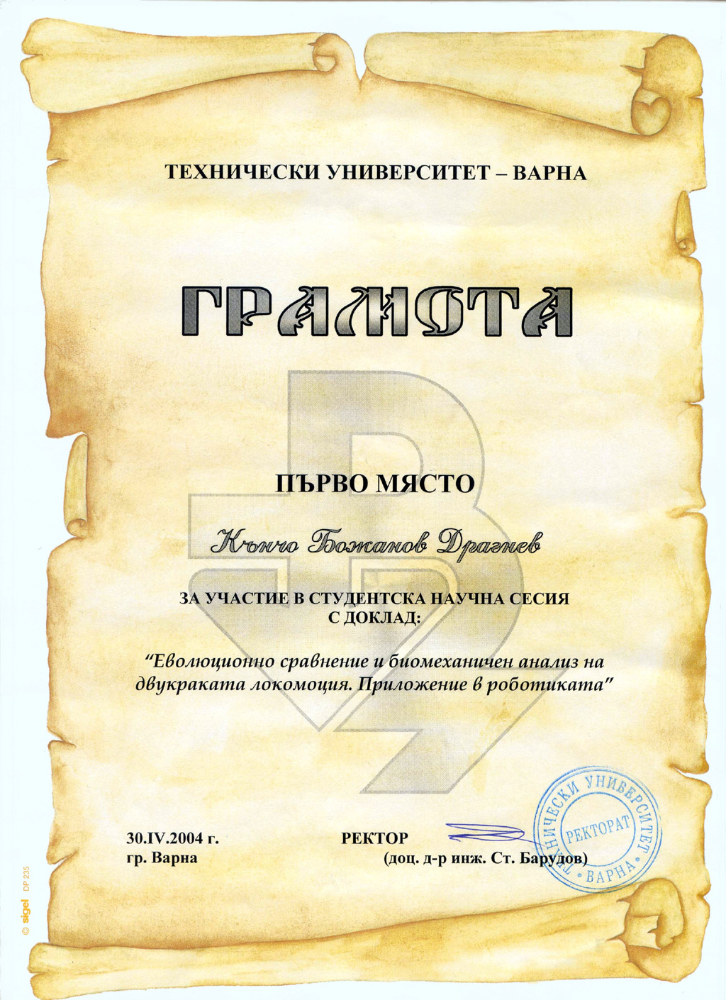 ТЕХНИЧЕСКИ УНИВЕРСИТЕТ – ВАРНА
ГРАМОТА
ПЪРВО МЯСТО
Кънчо Божанов Драгнев
ЗА УЧАСТИЕ В СТУДЕНТСКА НАУЧНА СЕСИЯ
С ДОКЛАД:
“Еволюционно сравнение и биомеханичен анализ на
двукраката локомоция. Приложение в роботиката”
30.IV.2004 г.
РЕКТОР
гр. Варна
(доц. д-р инж. Ст. Барудов)
ТЕХНИЧЕСКИ УНИВЕРСИТЕТ
• ВАРНА •
РЕКТОРАТ
© sigel DP 235